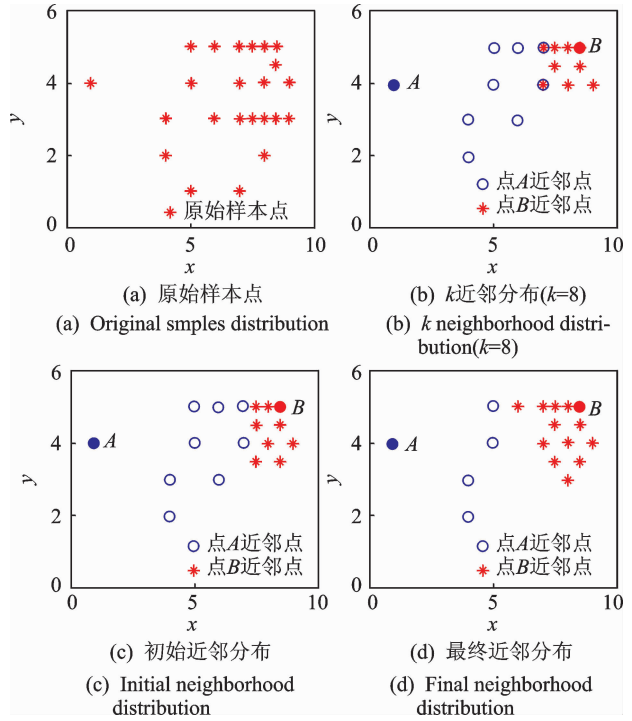 6
4
2
0
y
0
5
10
x
原始样本点
(a) 原始样本点
(a) Original smples distribution
6
4
2
0
y
A
B
点A近邻点
点B近邻点
0
5
10
x
(b) k近邻分布(k=8)
(b) k neighborhood distri-
bution(k=8)
6
4
2
0
y
A
B
点A近邻点
点B近邻点
0
5
10
x
(c) 初始近邻分布
(c) Initial neighborhood
distribution
6
4
2
0
y
A
B
点A近邻点
点B近邻点
0
5
10
x
(d) 最终近邻分布
(d) Final neighborhood
distribution